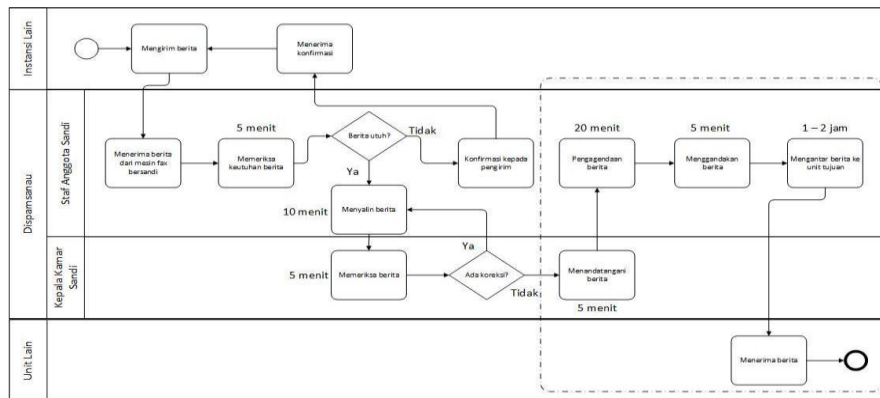 Instansi Lain
Mengirim berita
Menerima
konfirmasi
Dispamsanau
Staf Anggota Sandi
Menerima berita
dari mesin fax
bersandi
5 menit
Memeriksa
keutuhan berita
Berita utuh?
Tidak
Ya
Konfirmasi kepada
pengirim
10 menit
Menyalin berita
20 menit
Pengagendaan
berita
5 menit
Menggandakan
berita
1 – 2 jam
Mengantar berita ke
unit tujuan
Kepala Kamar
Sandi
5 menit
Memeriksa berita
Ya
Ada koreksi?
Tidak
Menandatangani
berita
5 menit
Unit Lain
Menerima berita